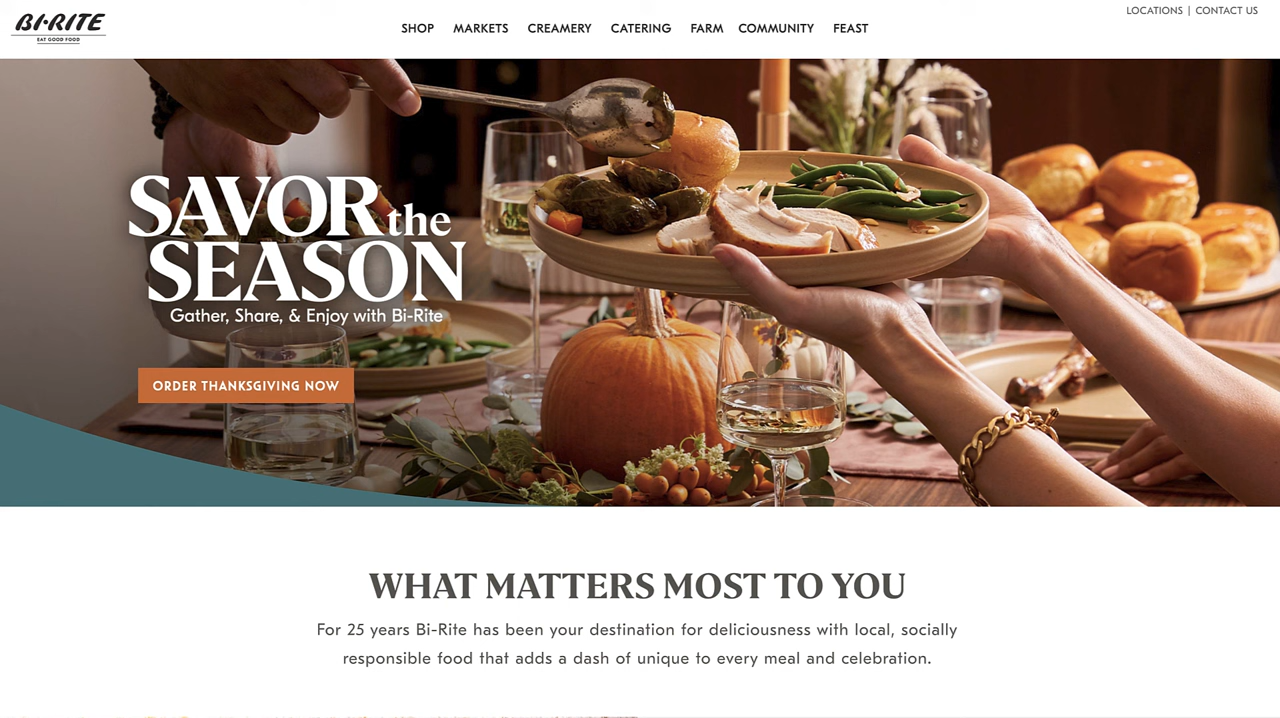 BI-RITE
EAT GOOD FOOD
SHOP MARKETS CREAMERY CATERING FARM COMMUNITY FEAST
LOCATIONS | CONTACT US
SAVOR the
SEASON
Gather, Share, & Enjoy with Bi-Rite
ORDER THANKSGIVING NOW
WHAT MATTERS MOST TO YOU
For 25 years Bi-Rite has been your destination for deliciousness with local, socially
responsible food that adds a dash of unique to every meal and celebration.